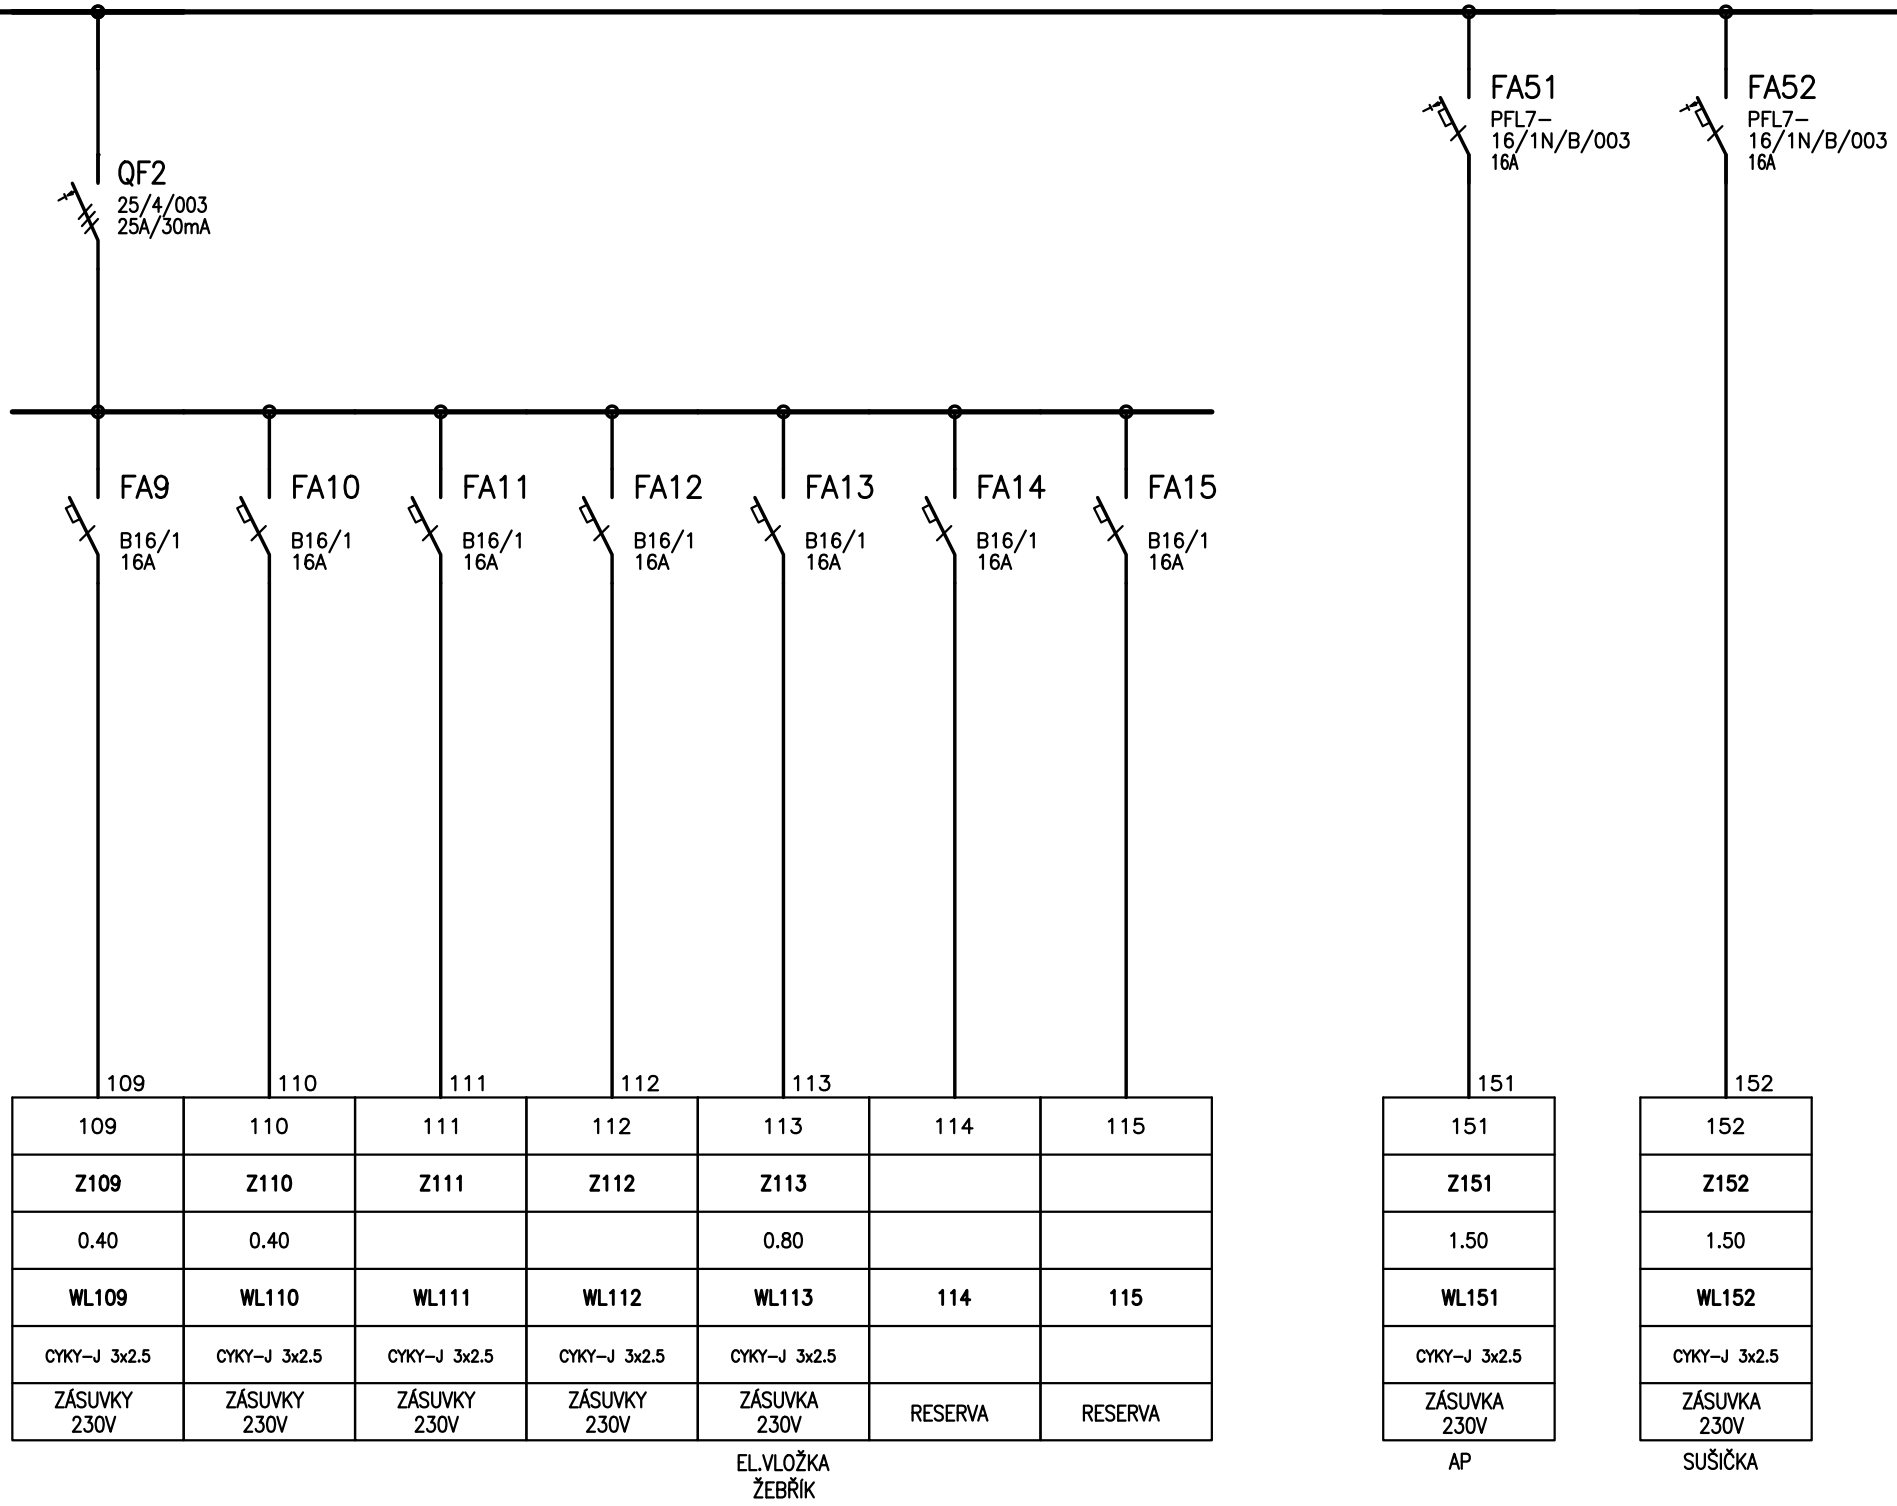 FA51
PFL7-
16/1N/B/003
16A
FA52
PFL7-
16/1N/B/003
16A
QF2
25/4/003
25A/30mA
FA9
B16/1
16A
FA10
B16/1
16A
FA11
B16/1
16A
FA12
B16/1
16A
FA13
B16/1
16A
FA14
B16/1
16A
FA15
B16/1
16A
109 110 111 112 113 151 152
109 110 111 112 113 114 115 151 152
Z109 Z110 Z111 Z112 Z113 Z151 Z152
0.40 0.40 0.80 1.50 1.50
WL109 WL110 WL111 WL112 WL113 114 115 WL151 WL152
CYKY-J 3x2.5 CYKY-J 3x2.5 CYKY-J 3x2.5 CYKY-J 3x2.5 CYKY-J 3x2.5 CYKY-J 3x2.5 CYKY-J 3x2.5
ZÁSUVKY ZÁSUVKY ZÁSUVKY ZÁSUVKY ZÁSUVKA RESERVA RESERVA ZÁSUVKA ZÁSUVKA
230V 230V 230V 230V 230V 230V 230V
EL.VLOŽKA AP SUŠIČKA
ŽEBŘÍK